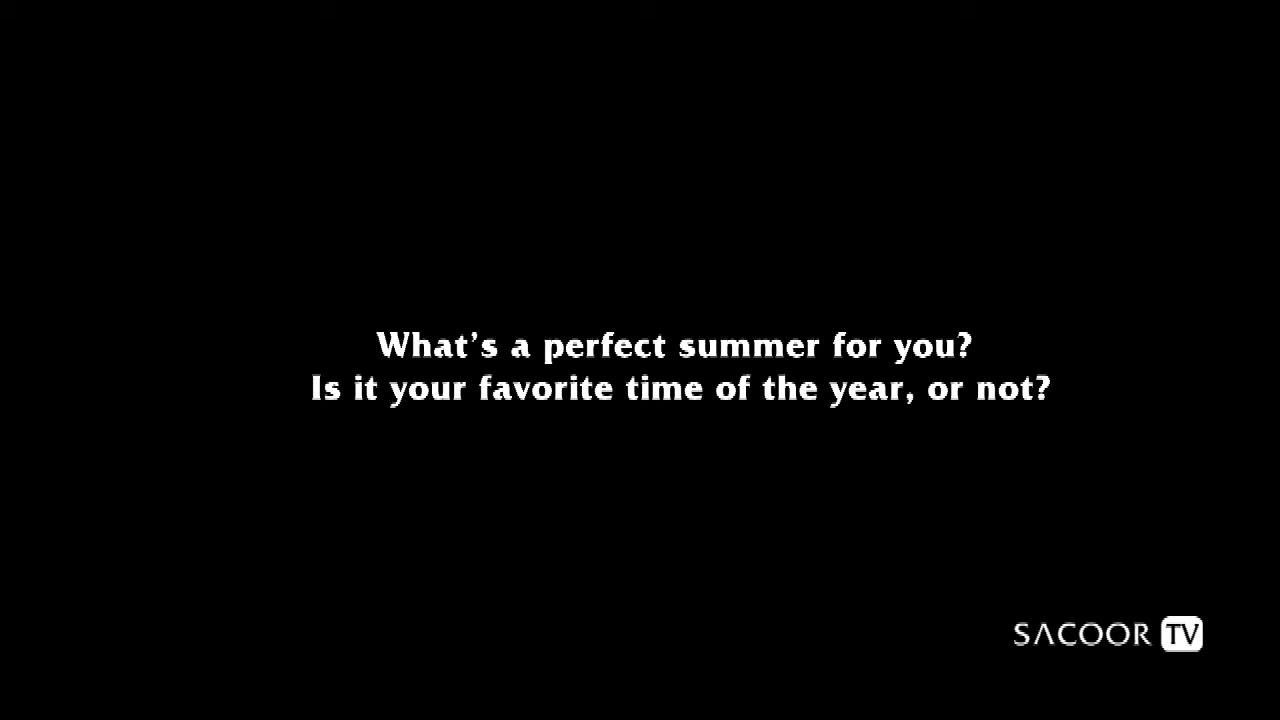 What's a perfect summer for you?
Is it your favorite time of the year, or not?
SACOOR TV